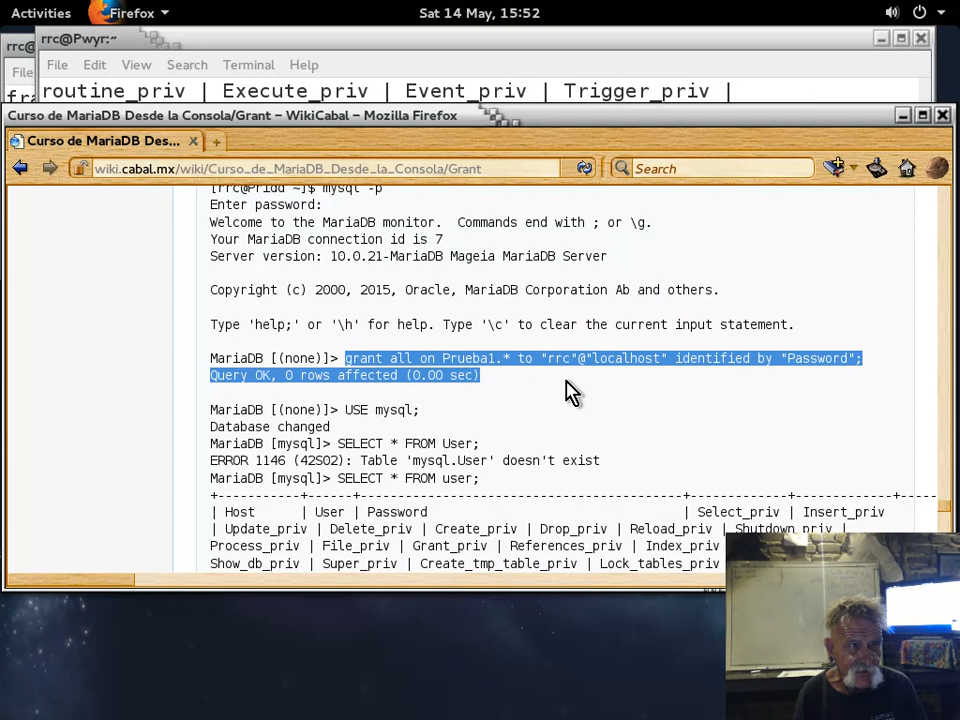 Activities Firefox Sat 14 May, 15:52
rrc@ rrc@Pwyr:~
File File Edit View Search Terminal Help
routine_priv | Execute_priv | Event_priv | Trigger_priv |
Curso de MariaDB Desde la Consola/Grant – WikiCabal – Mozilla Firefox
Curso de MariaDB Des... +
wiki.cabal.mx/wiki/Curso_de_MariaDB_Desde_la_Consola/Grant Search
[rrc@Pridd ~]$ mysql -p
Enter password:
Welcome to the MariaDB monitor.  Commands end with ; or \g.
Your MariaDB connection id is 7
Server version: 10.0.21-MariaDB Mageia MariaDB Server
Copyright (c) 2000, 2015, Oracle, MariaDB Corporation Ab and others.
Type 'help;' or '\h' for help. Type '\c' to clear the current input statement.
MariaDB [(none)]> grant all on Prueba1.* to "rrc"@"localhost" identified by "Password";
Query OK, 0 rows affected (0.00 sec)
MariaDB [(none)]> USE mysql;
Database changed
MariaDB [mysql]> SELECT * FROM User;
ERROR 1146 (42S02): Table 'mysql.User' doesn't exist
MariaDB [mysql]> SELECT * FROM user;
+-----------+------+-------------------------------------------+-------------+-------------+-----
| Host      | User | Password                                  | Select_priv | Insert_priv
| Update_priv | Delete_priv | Create_priv | Drop_priv | Reload_priv | Shutdown_priv |
Process_priv | File_priv | Grant_priv | References_priv | Index_priv
Show_db_priv | Super_priv | Create_tmp_table_priv | Lock_tables_priv